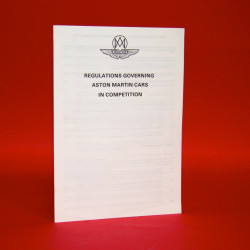 REGULATIONS GOVERNING
ASTON MARTIN CARS
IN COMPETITION